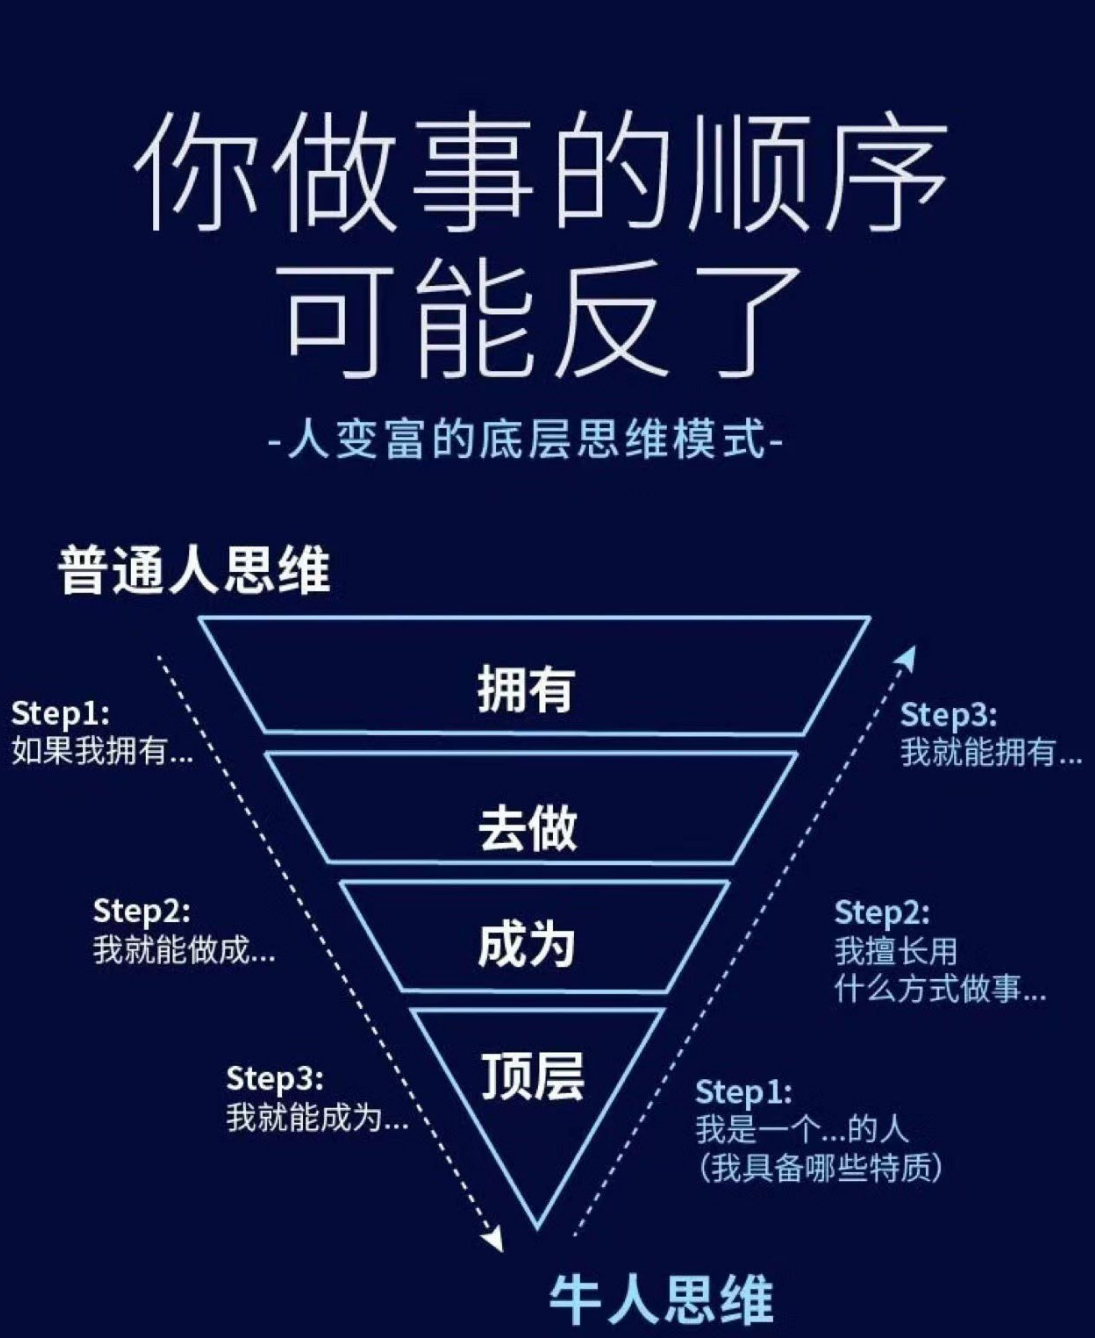 你做事的顺序
可能反了
-人变富的底层思维模式-
普通人思维
拥有
Step1:
如果我拥有...
Step3:
我就能拥有...
去做
Step2:
我就能做成...
成为
Step2:
我擅长用
什么方式做事...
顶层
Step3:
我就能成为...
Step1:
我是一个...的人
（我具备哪些特质）
牛人思维